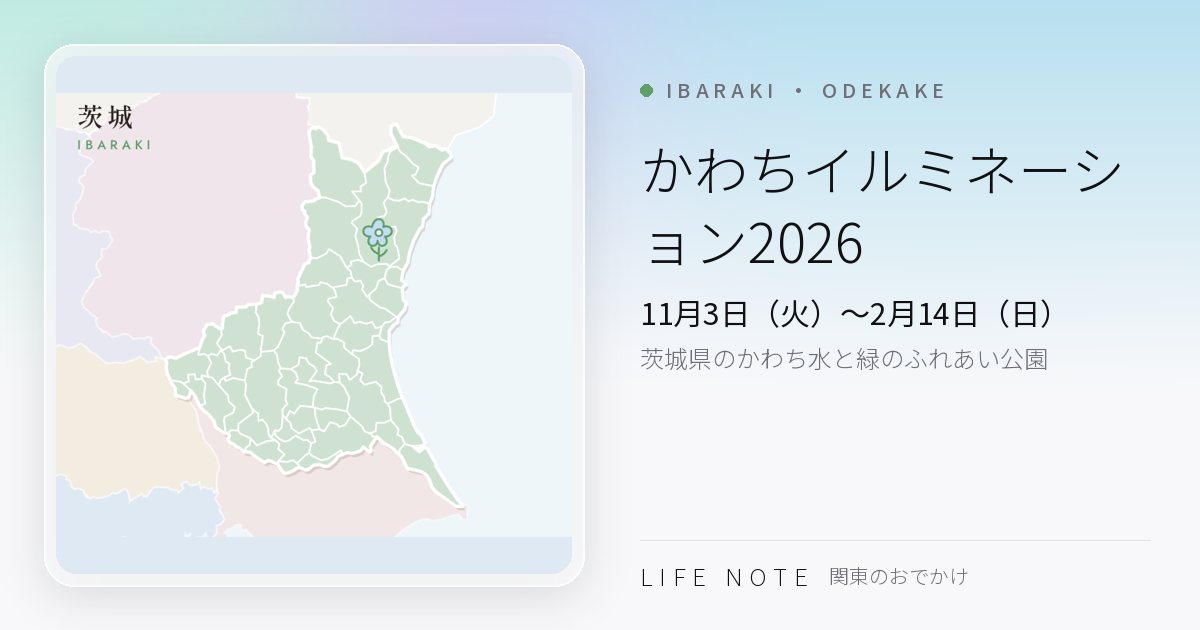 茨城
IBARAKI
IBARAKI • ODEKAKE
かわちイルミネーシ
ョン2026
11月3日（火）〜2月14日（日）
茨城県のかわち水と緑のふれあい公園
LIFE NOTE 関東のおでかけ